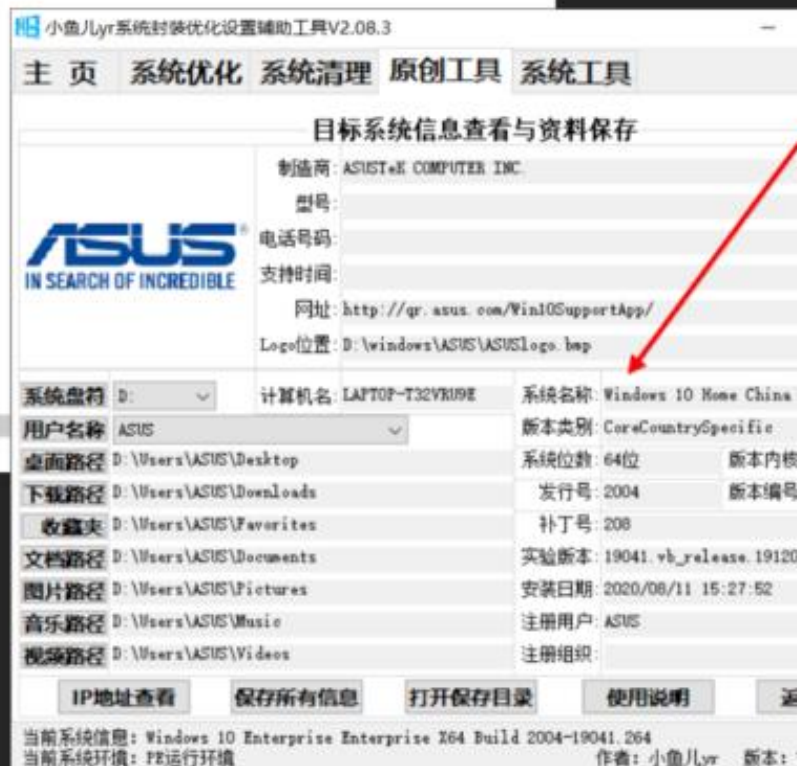 小鱼儿yr系统封装优化设置辅助工具V2.08.3
主 页 系统优化 系统清理 原创工具 系统工具
目标系统信息查看与资料保存
制造商: ASUSTeK COMPUTER INC.
型号:
电话号码:
支持时间:
网址: http://qr.asus.com/Win10SupportApp/
Logo位置: D:\windows\ASUS\ASUSlogo.bmp
ASUS
IN SEARCH OF INCREDIBLE
系统盘符 D: 计算机名: LAPTOP-T32VRU9E 系统名称: Windows 10 Home China
用户名称 ASUS 版本类别: CoreCountrySpecific
桌面路径 D:\Users\ASUS\Desktop 系统位数: 64位 版本内核
下载路径 D:\Users\ASUS\Downloads 发行号: 2004 版本编号
收藏夹 D:\Users\ASUS\Favorites 补丁号: 208
文档路径 D:\Users\ASUS\Documents 实验版本: 19041.vb_release.19120
图片路径 D:\Users\ASUS\Pictures 安装日期: 2020/08/11 15:27:52
音乐路径 D:\Users\ASUS\Music 注册用户: ASUS
视频路径 D:\Users\ASUS\Videos 注册组织:
IP地址查看 保存所有信息 打开保存目录 使用说明 返
当前系统信息: Windows 10 Enterprise Enterprise X64 Build 2004-19041.264
当前系统环境: PE运行环境 作者: 小鱼儿yr 版本: